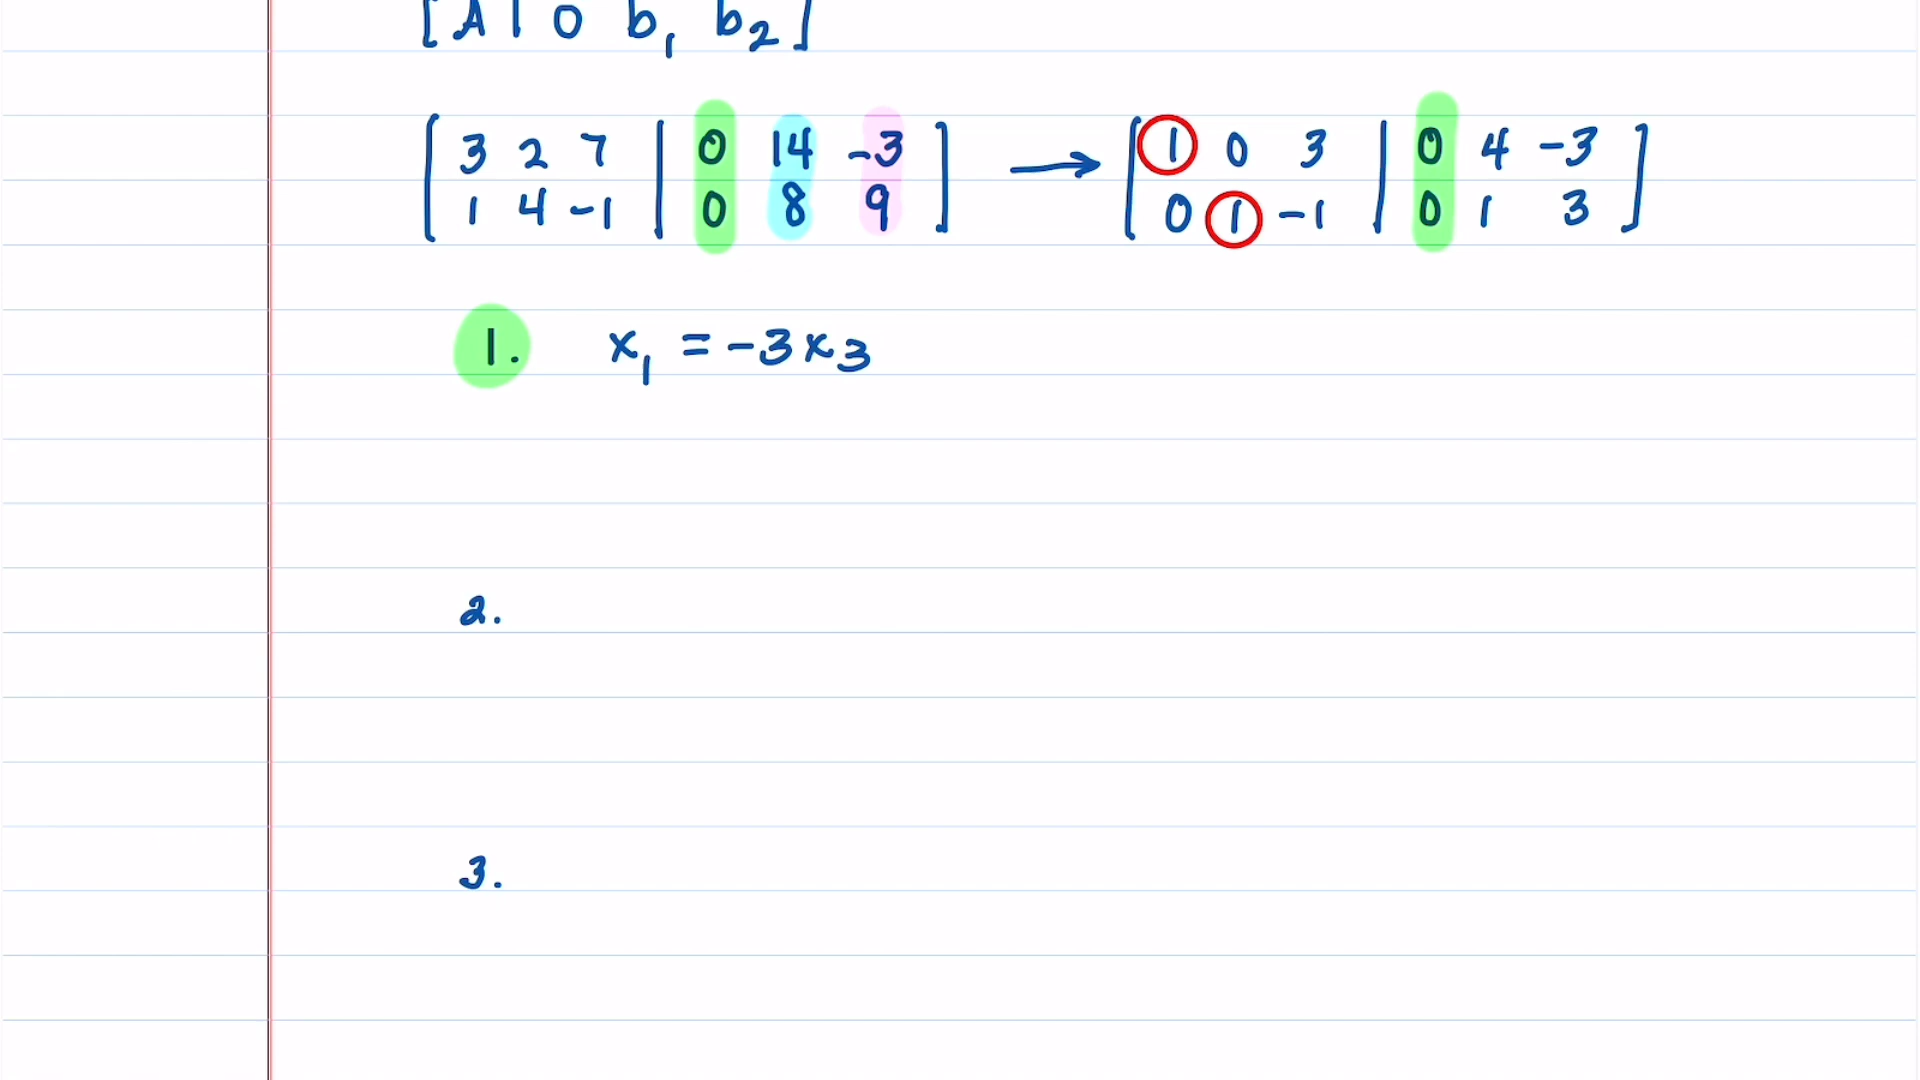 [A | 0 b₁ b₂]
[3 2 7 | 0 14 -3] → [1 0 3 | 0 4 -3]
[1 4 -1 | 0 8 9] [0 1 -1 | 0 1 3]
1. x₁ = -3x₃
2.
3.